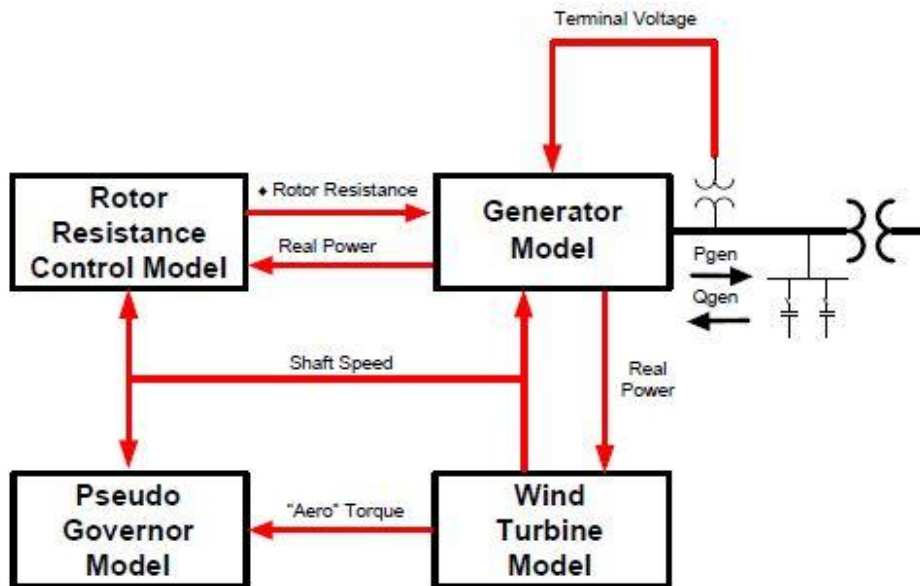 Terminal Voltage
Rotor
Resistance
Control Model
♦ Rotor Resistance
Real Power
Generator
Model
Pgen
Qgen
Shaft Speed
Real
Power
Pseudo
Governor
Model
"Aero" Torque
Wind
Turbine
Model